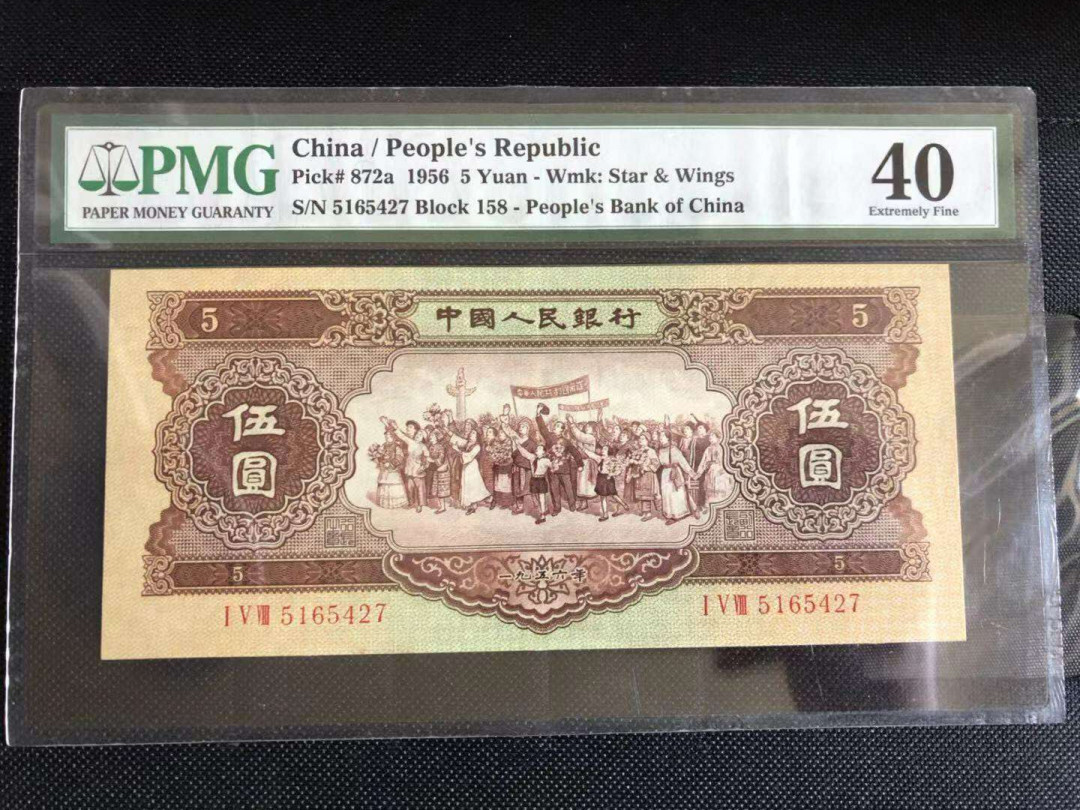 PMG
PAPER MONEY GUARANTY
China / People's Republic
Pick# 872a 1956 5 Yuan - Wmk: Star & Wings
S/N 5165427 Block 158 - People's Bank of China
40
Extremely Fine
5 中國人民銀行 5
伍圓
伍圓
5 一九五六年 5
I V VIII 5165427
I V VIII 5165427